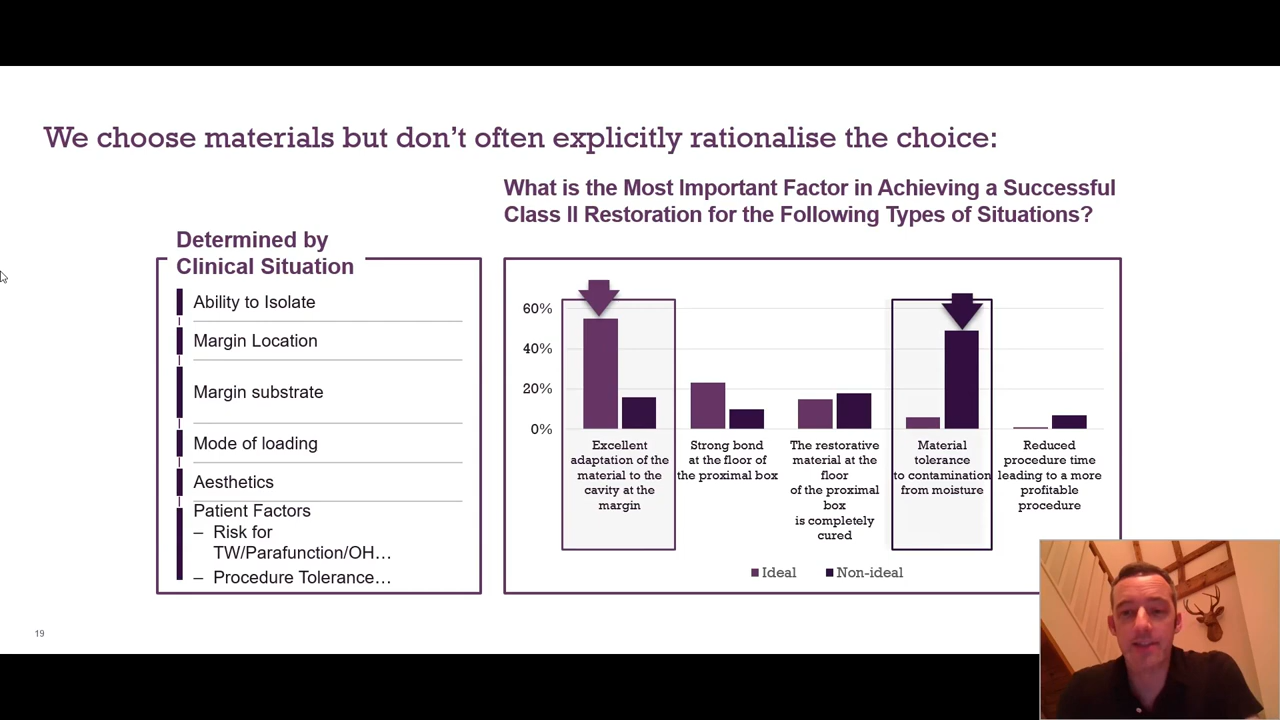 We choose materials but don't often explicitly rationalise the choice:
What is the Most Important Factor in Achieving a Successful
Class II Restoration for the Following Types of Situations?
Determined by
Clinical Situation
Ability to Isolate
Margin Location
Margin substrate
Mode of loading
Aesthetics
Patient Factors
– Risk for
TW/Parafunction/OH...
– Procedure Tolerance...
60%
40%
20%
0%
Excellent
adaptation of the
material to the
cavity at the
margin
Strong bond
at the floor of
the proximal box
The restorative
material at the
floor
of the proximal
box
is completely
cured
Material
tolerance
to contamination
from moisture
Reduced
procedure time
leading to a more
profitable
procedure
Ideal
Non-ideal
19